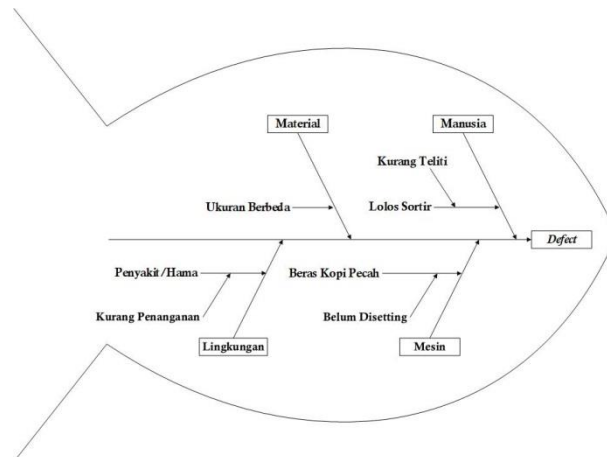 Material
Manusia
Kurang Teliti
Ukuran Berbeda
Lolos Sortir
Defect
Penyakit/Hama
Beras Kopi Pecah
Kurang Penanganan
Belum Disetting
Lingkungan
Mesin